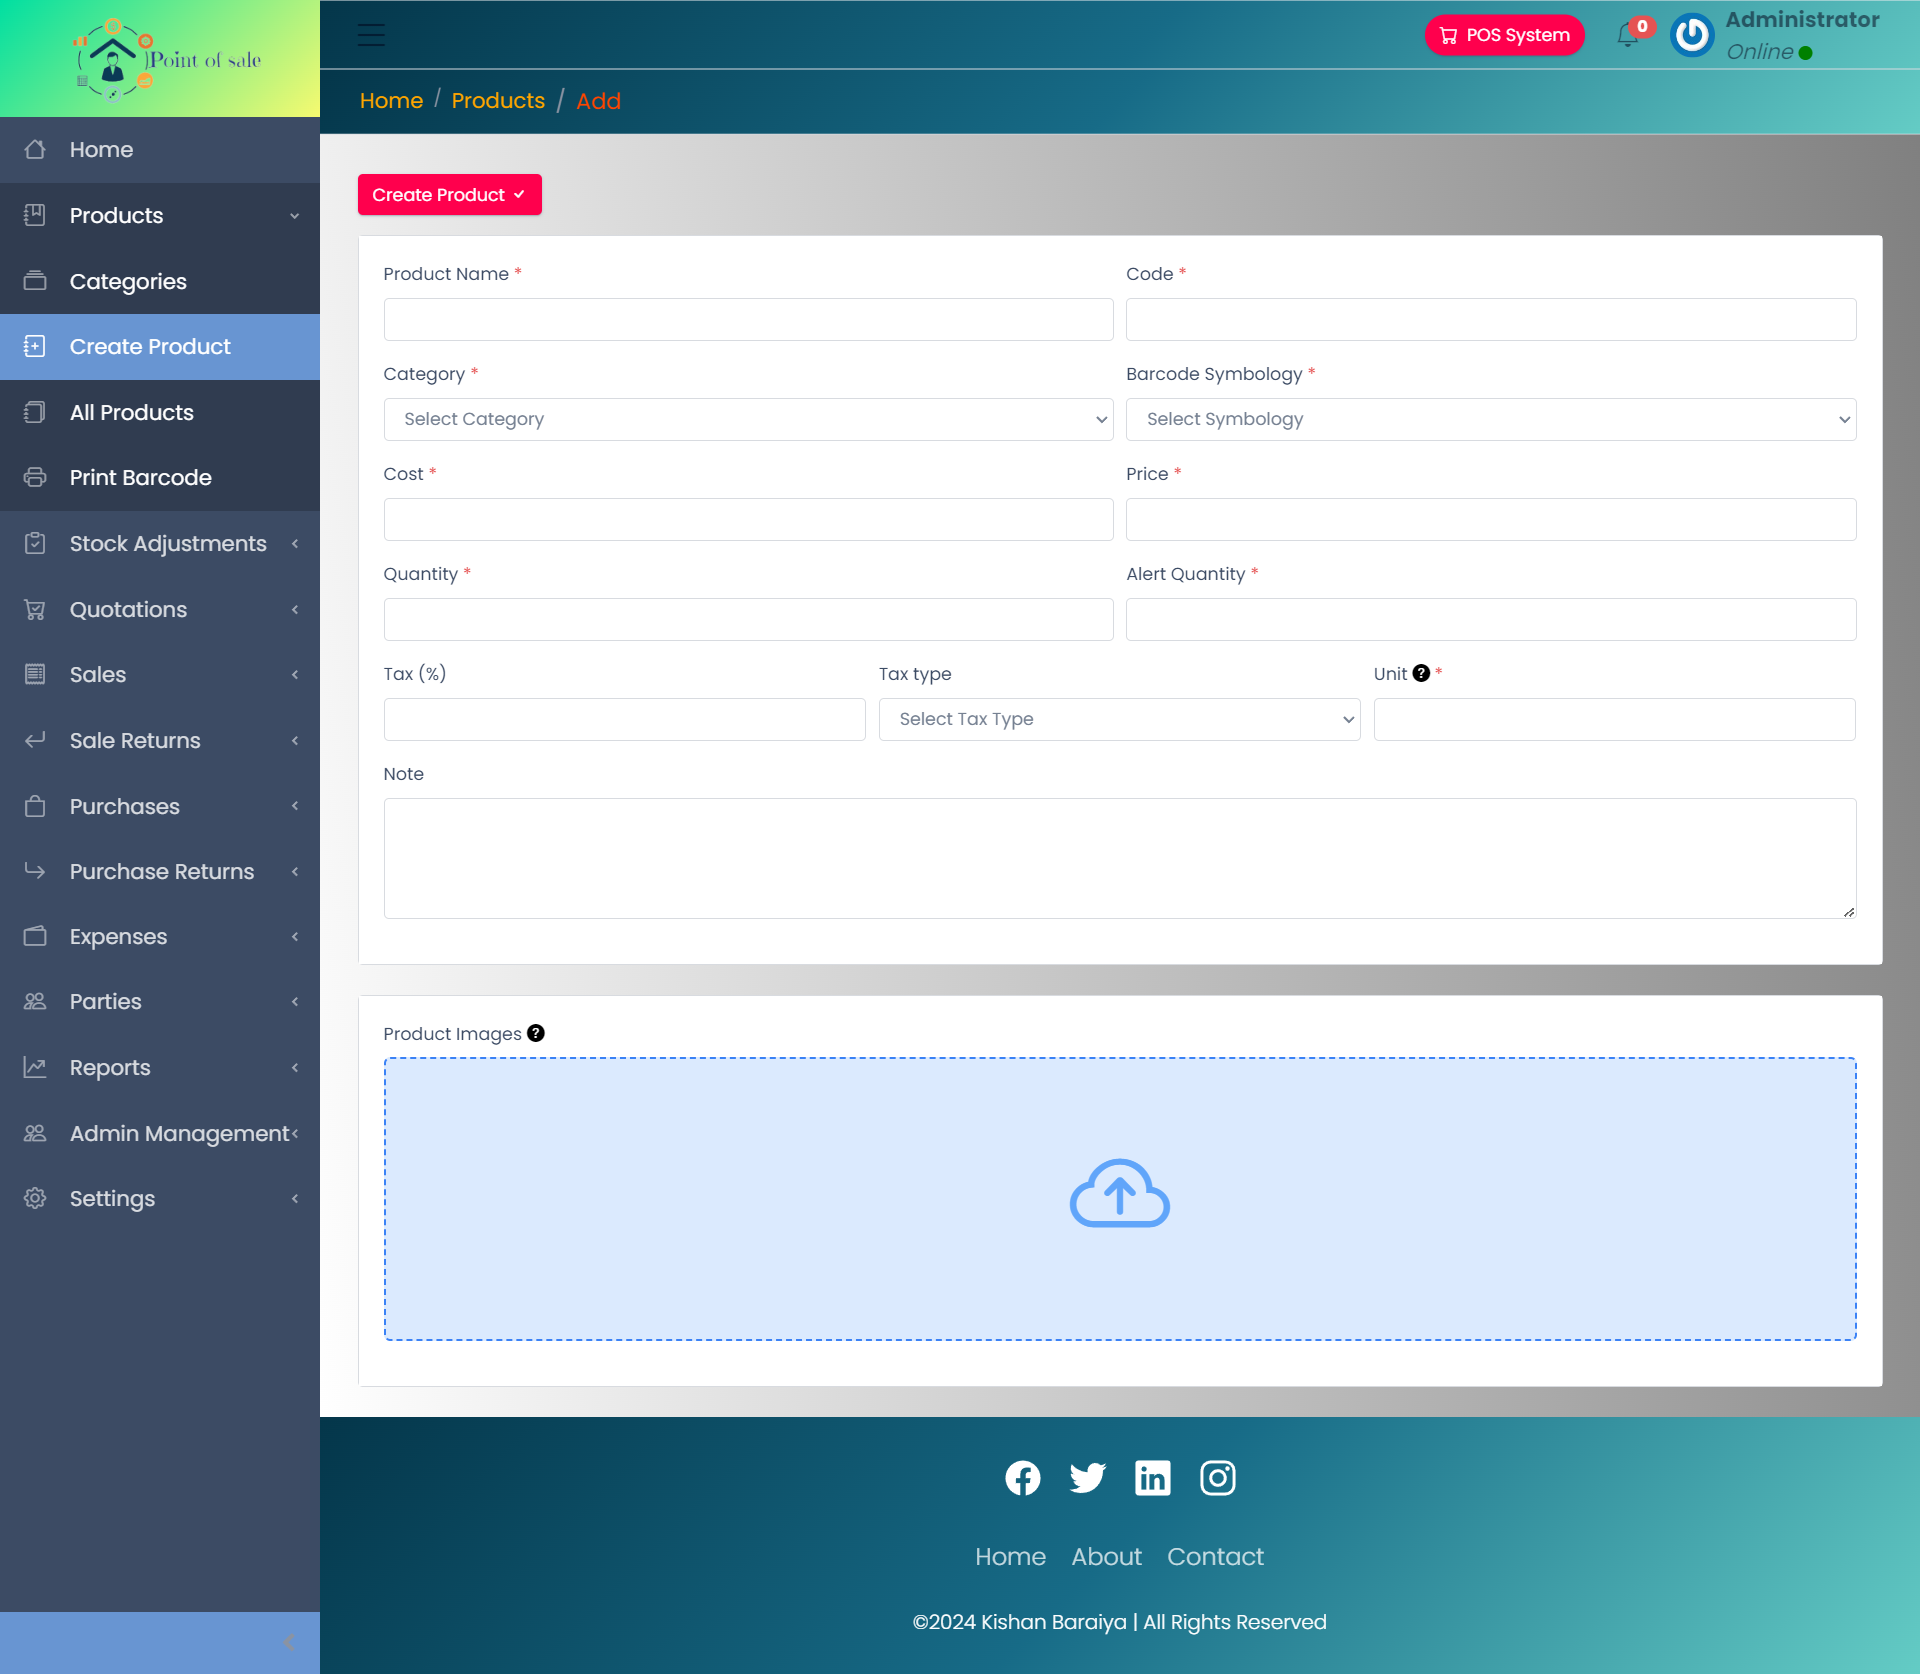 Point of sale
POS System
0
Administrator
Online
Home / Products / Add
Home
Products
Categories
Create Product
All Products
Print Barcode
Stock Adjustments
Quotations
Sales
Sale Returns
Purchases
Purchase Returns
Expenses
Parties
Reports
Admin Management
Settings
Create Product
Product Name * Code *
Category * Barcode Symbology *
Select Category Select Symbology
Cost * Price *
Quantity * Alert Quantity *
Tax (%) Tax type Unit ? *
Select Tax Type
Note
Product Images ?
Home About Contact
©2024 Kishan Baraiya | All Rights Reserved